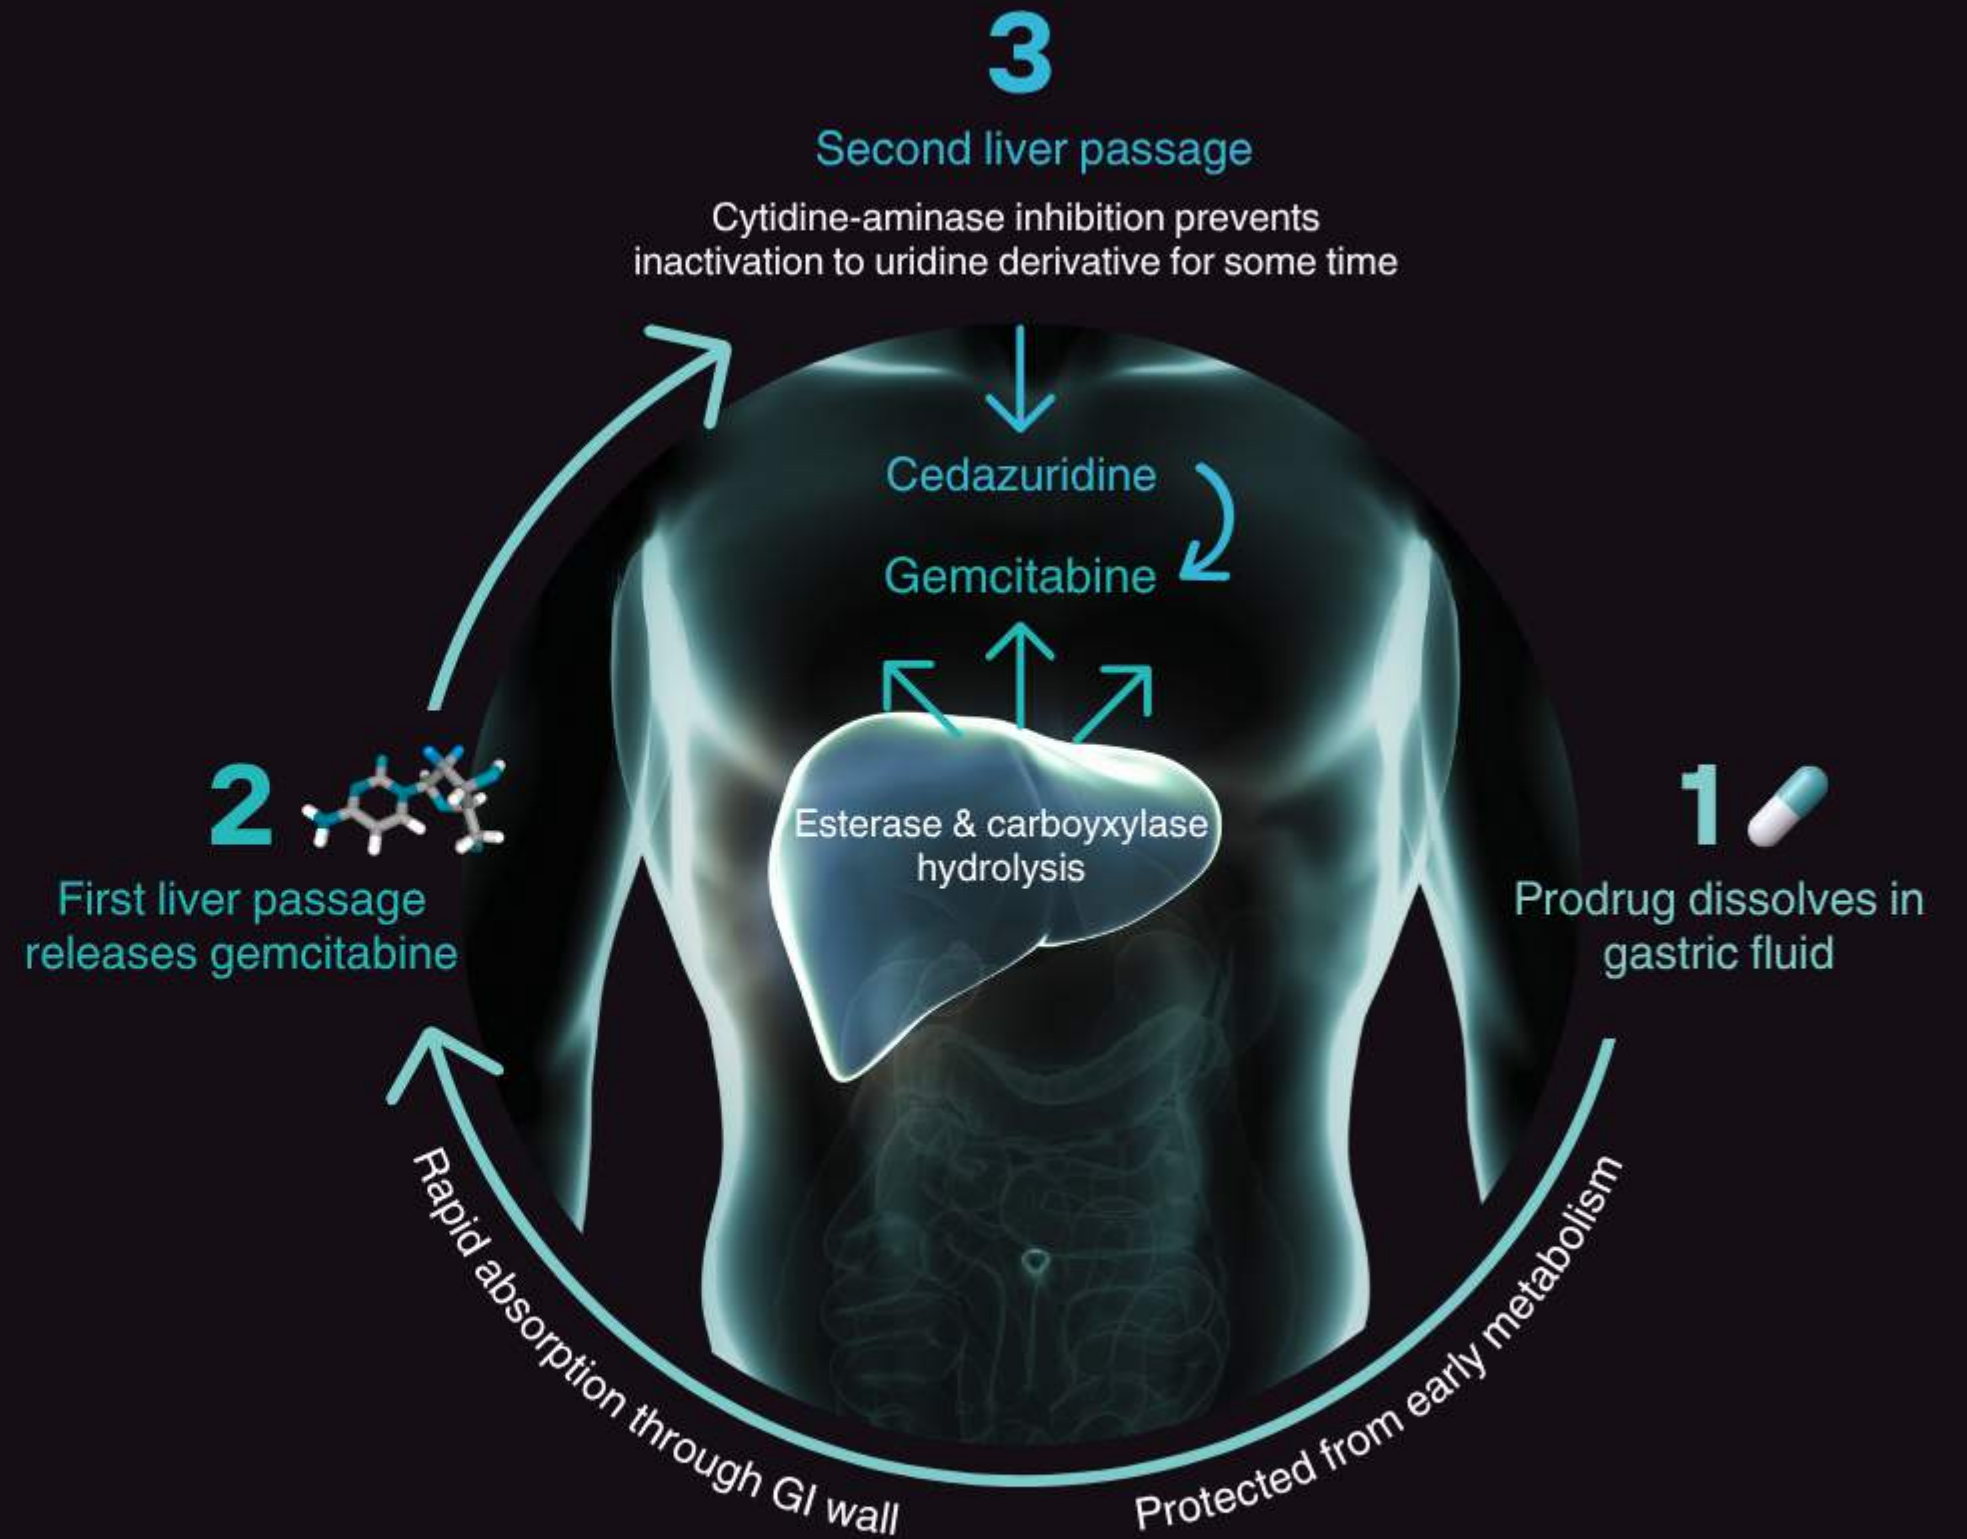 3
Second liver passage
Cytidine-aminase inhibition prevents
inactivation to uridine derivative for some time
Cedazuridine
Gemcitabine
Esterase & carboyxylase
hydrolysis
1
Prodrug dissolves in
gastric fluid
Protected from early metabolism
Rapid absorption through GI wall
2
First liver passage
releases gemcitabine